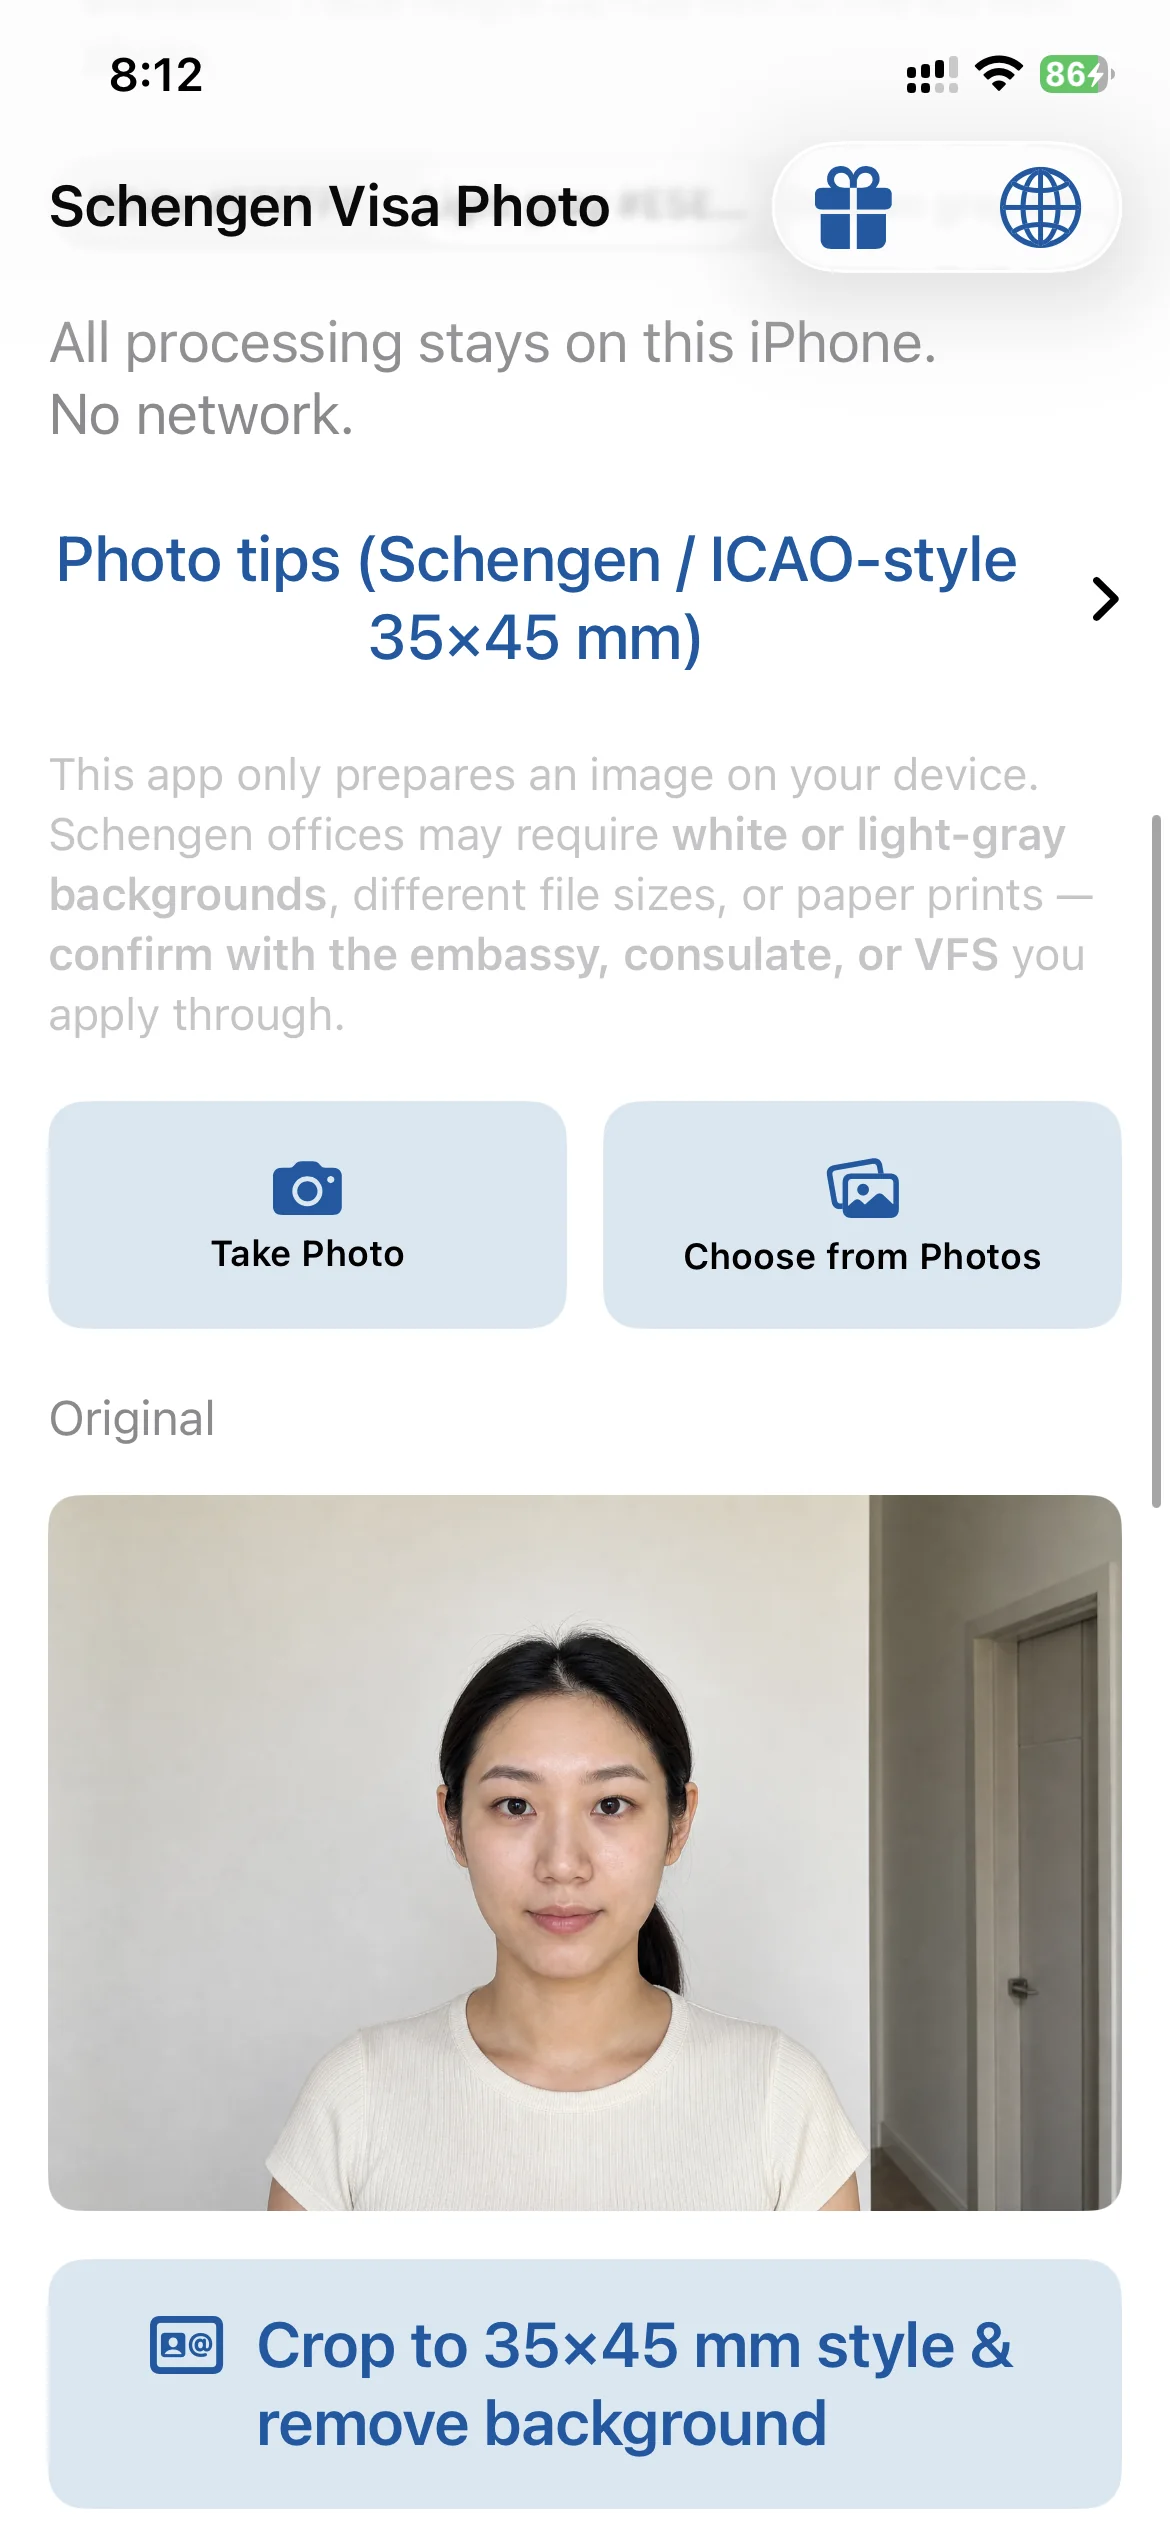 8:12
86
Schengen Visa Photo
All processing stays on this iPhone.
No network.
Photo tips (Schengen / ICAO-style
35×45 mm)
This app only prepares an image on your device.
Schengen offices may require white or light-gray
backgrounds, different file sizes, or paper prints —
confirm with the embassy, consulate, or VFS you
apply through.
Take Photo
Choose from Photos
Original
Crop to 35×45 mm style &
remove background